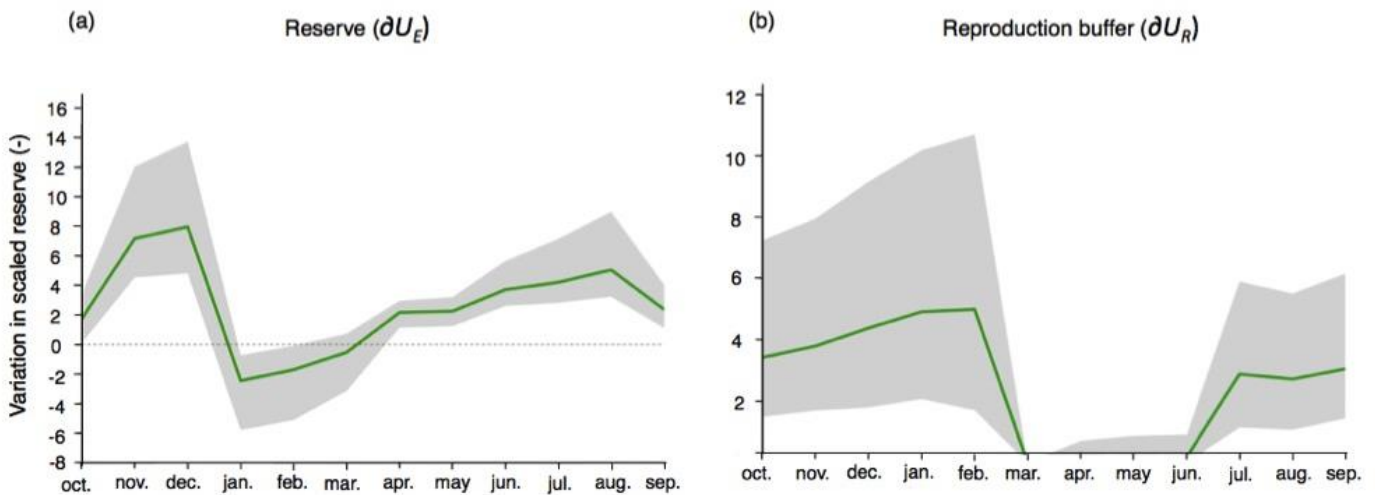 (a)
Reserve (∂U_E)
Variation in scaled reserve (-)
16
14
12
10
8
6
4
2
0
-2
-4
-6
-8
oct. nov. dec. jan. feb. mar. apr. may jun. jul. aug. sep.
(b)
Reproduction buffer (∂U_R)
12
10
8
6
4
2
oct. nov. dec. jan. feb. mar. apr. may jun. jul. aug. sep.